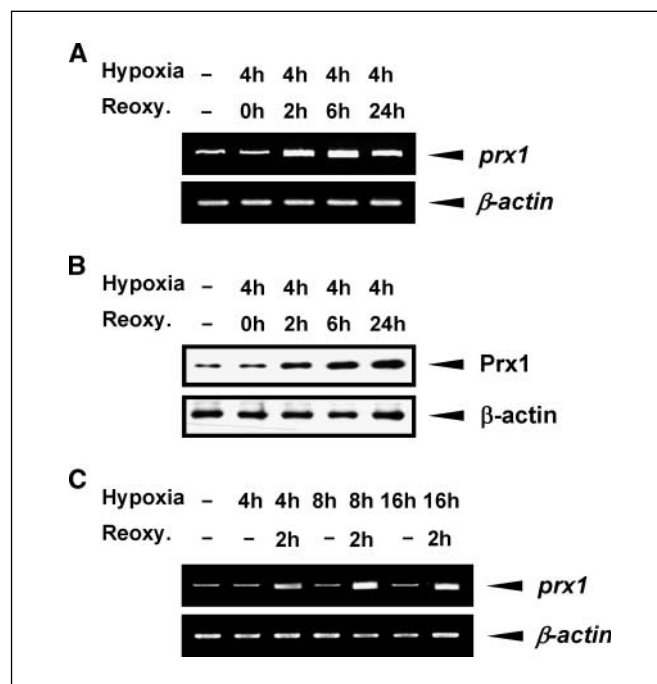 A
Hypoxia – 4h 4h 4h 4h
Reoxy. – 0h 2h 6h 24h
prx1
β-actin
B
Hypoxia – 4h 4h 4h 4h
Reoxy. – 0h 2h 6h 24h
Prx1
β-actin
C
Hypoxia – 4h 4h 8h 8h 16h 16h
Reoxy. – – 2h – 2h – 2h
prx1
β-actin